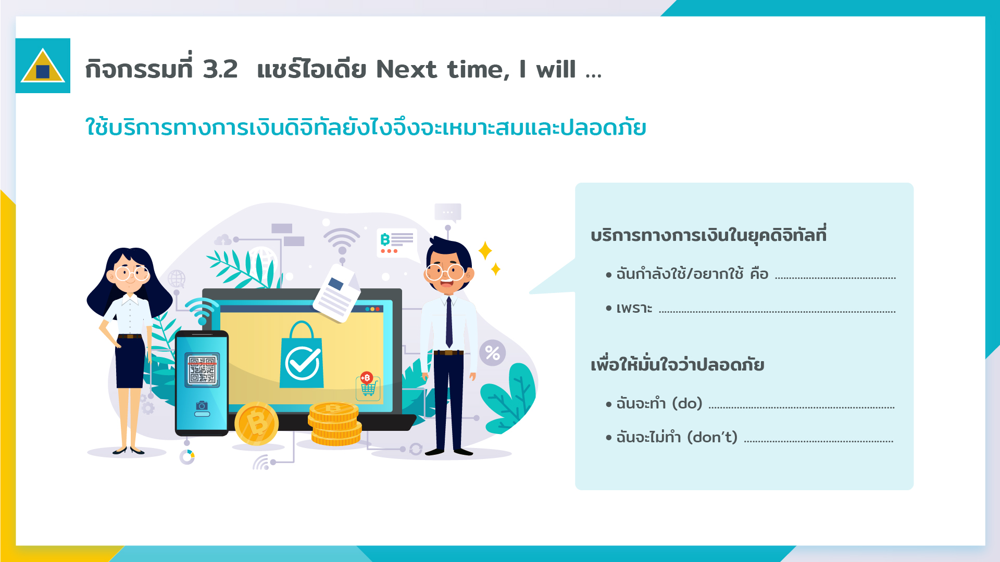 กิจกรรมที่ 3.2 แชร์ไอเดีย Next time, I will ...
ใช้บริการทางการเงินดิจิทัลยังไงจึงจะเหมาะสมและปลอดภัย
บริการทางการเงินในยุคดิจิทัลที่
• ฉันกำลังใช้/อยากใช้ คือ ........................................
• เพราะ ................................................................................
เพื่อให้มั่นใจว่าปลอดภัย
• ฉันจะทำ (do) ..............................................................
• ฉันจะไม่ทำ (don't) ..................................................